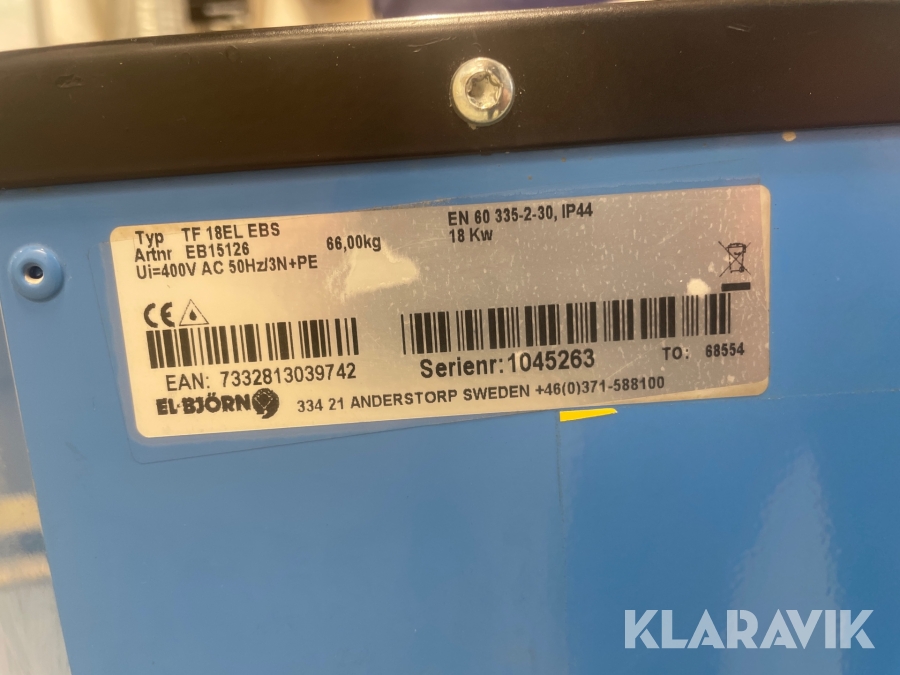 Typ TF 18EL EBS
Artnr EB15126 66,00kg
Ui=400V AC 50Hz/3N+PE
EN 60 335-2-30, IP44
18 Kw
CE
EAN: 7332813039742
Serienr: 1045263
TO: 68554
EL-BJÖRN
334 21 ANDERSTORP SWEDEN +46(0)371-588100
KLARAVIK